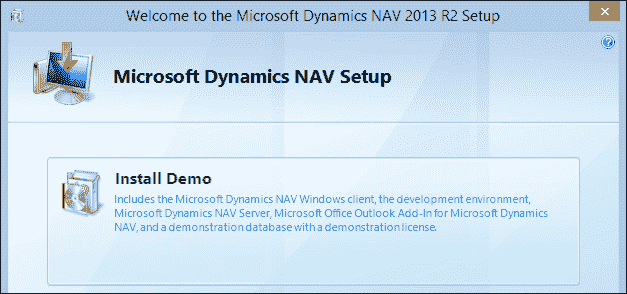 Welcome to the Microsoft Dynamics NAV 2013 R2 Setup
Microsoft Dynamics NAV Setup
Install Demo
Includes the Microsoft Dynamics NAV Windows client, the development environment,
Microsoft Dynamics NAV Server, Microsoft Office Outlook Add-In for Microsoft Dynamics
NAV, and a demonstration database with a demonstration license.